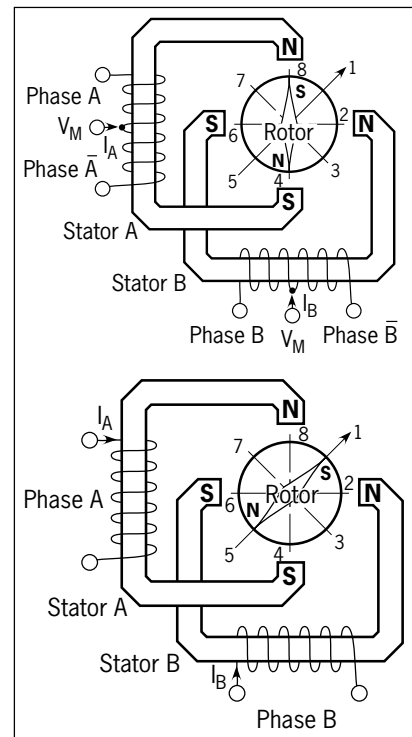 N
8
1
7
S
Phase A
V_M
I_A
S
6
Rotor
2
N
Phase A̅
5
N
4
3
Stator A
S
Stator B
I_B
Phase B
V_M
Phase B̅
I_A
N
8
1
7
S
Phase A
S
6
Rotor
2
N
N
5
4
3
S
Stator A
Stator B
I_B
Phase B